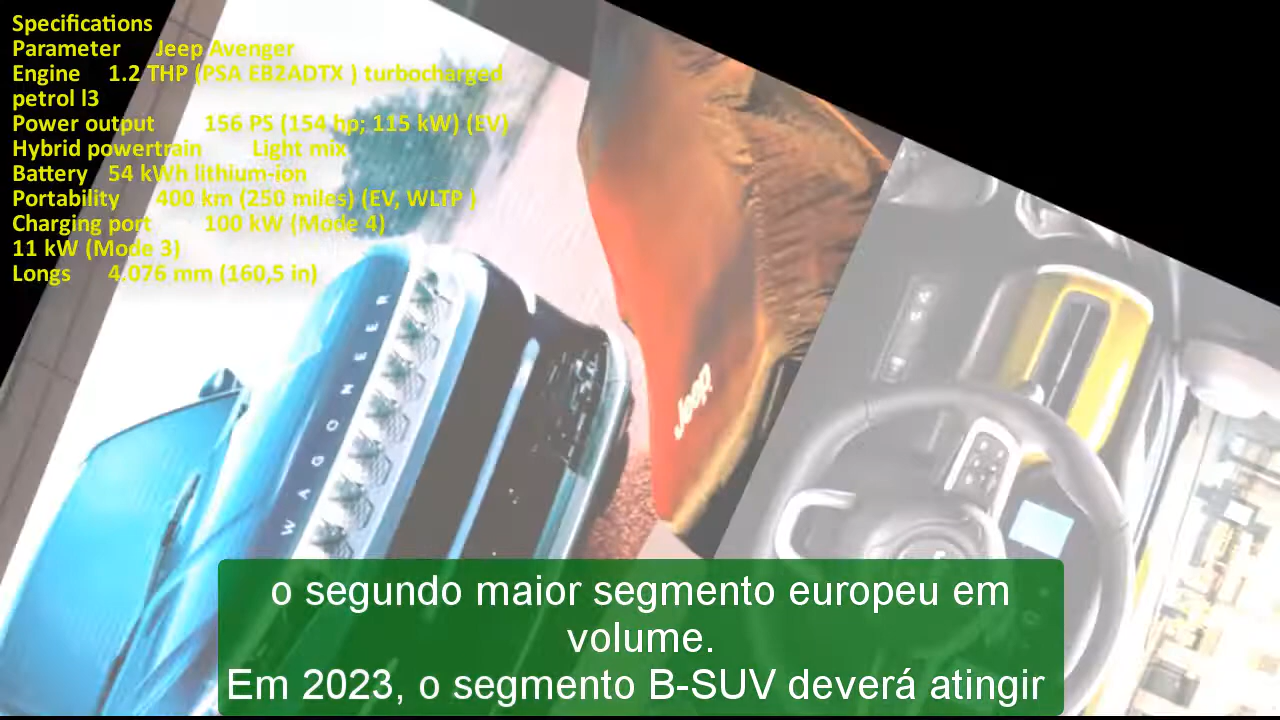 Specifications
Parameter Jeep Avenger
Engine 1.2 THP (PSA EB2ADTX ) turbocharged
petrol l3
Power output 156 PS (154 hp; 115 kW) (EV)
Hybrid powertrain Light mix
Battery 54 kWh lithium-ion
Portability 400 km (250 miles) (EV, WLTP )
Charging port 100 kW (Mode 4)
11 kW (Mode 3)
Longs 4.076 mm (160,5 in)
WAGONEER
Jeep
o segundo maior segmento europeu em
volume.
Em 2023, o segmento B-SUV deverá atingir